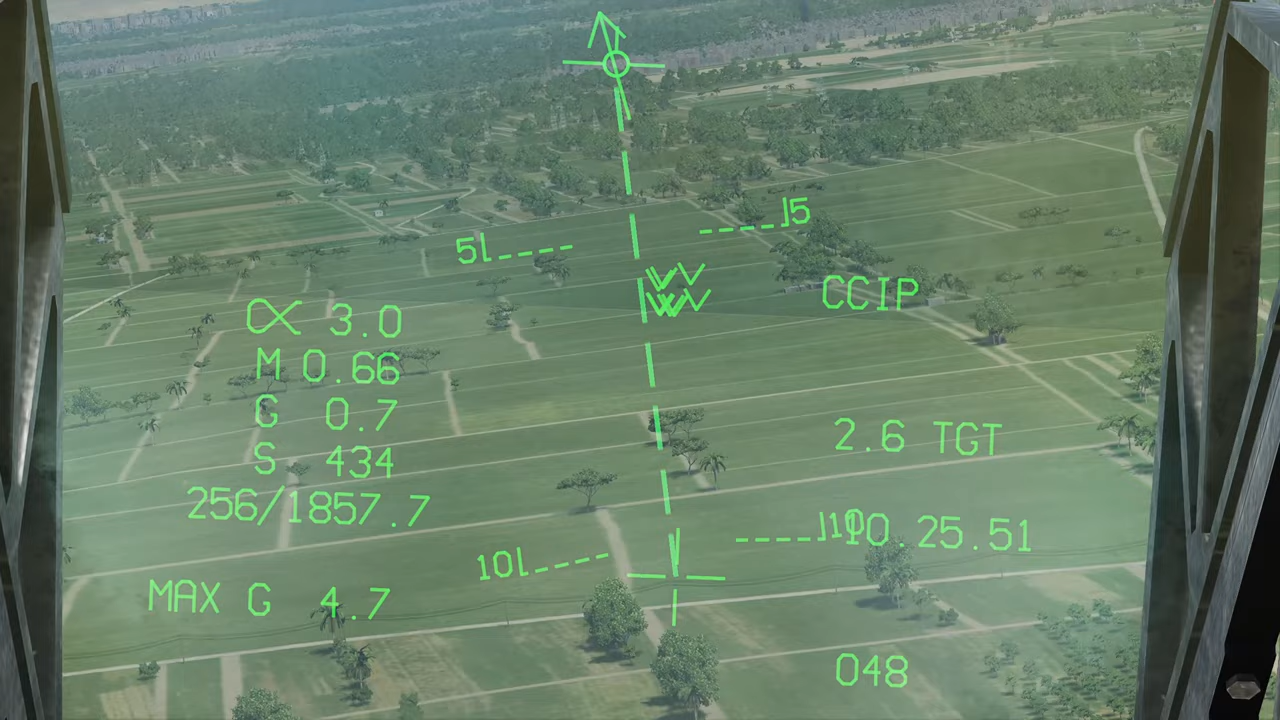 5 5
CCIP
α 3.0
M 0.66
G 0.7
S 434
2.6 TGT
256/1857.7
10 10
10.25.51
MAX G 4.7
048